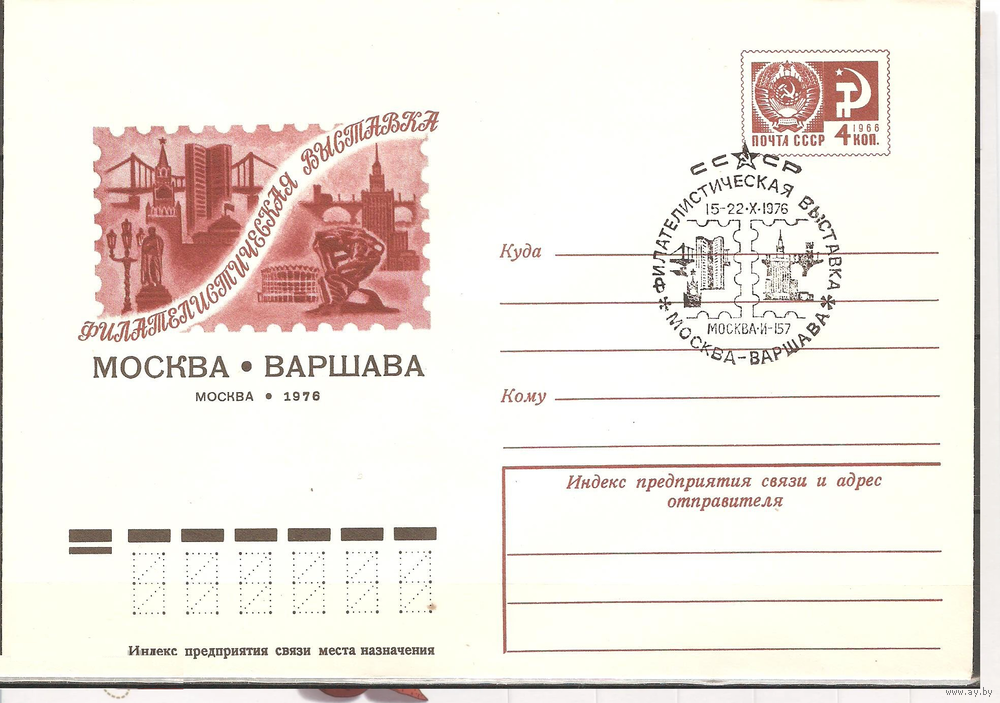 ФИЛАТЕЛИСТИЧЕСКАЯ ВЫСТАВКА
МОСКВА • ВАРШАВА
МОСКВА • 1976
ПОЧТА СССР 4 КОП.
1966
СССР
ФИЛАТЕЛИСТИЧЕСКАЯ ВЫСТАВКА
15-22·X·1976
МОСКВА·И-157
* МОСКВА-ВАРШАВА *
Куда
Кому
Индекс предприятия связи и адрес
отправителя
Индекс предприятия связи места назначения
www.ay.by